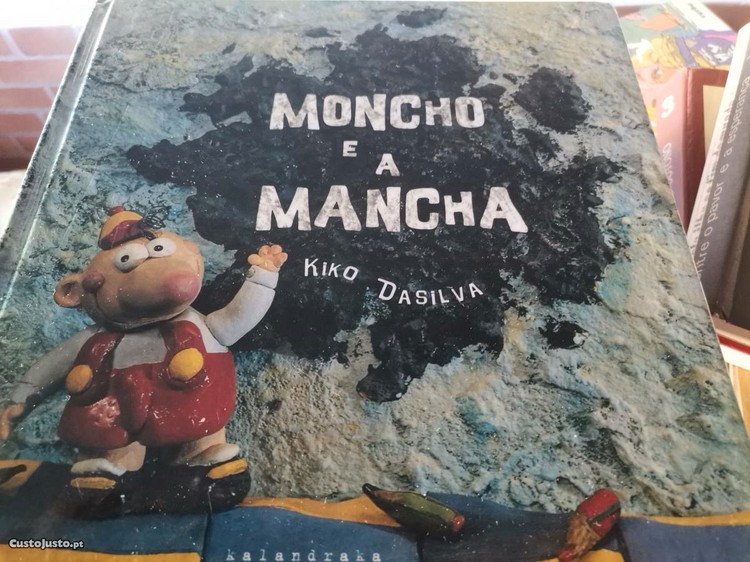 MONCHO
E A
MANCHA
KIKO DASILVA
kalandraka
CustoJusto.pt